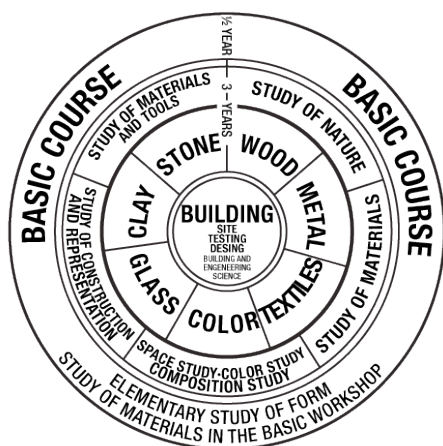 ½ YEAR
BASIC COURSE
BASIC COURSE
3 – YEARS
STUDY OF MATERIALS
AND TOOLS
STUDY OF NATURE
STUDY OF MATERIALS
SPACE STUDY·COLOR STUDY
COMPOSITION STUDY
STUDY OF CONSTRUCTION
AND REPRESENTATION
STONE
WOOD
METAL
TEXTILES
COLOR
GLASS
CLAY
BUILDING
SITE
TESTING
DESING
BUILDING AND
ENGENEERING
SCIENCE
ELEMENTARY STUDY OF FORM
STUDY OF MATERIALS IN THE BASIC WORKSHOP